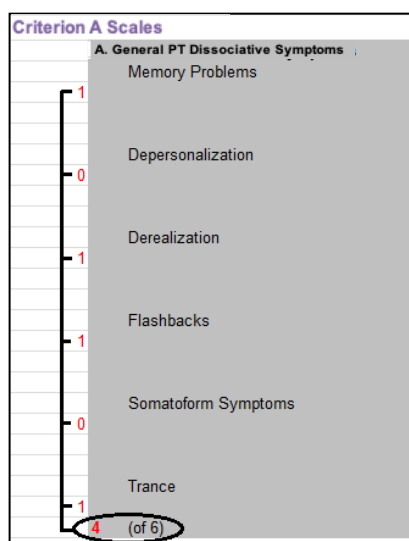 Criterion A Scales
A. General PT Dissociative Symptoms
Memory Problems
1
Depersonalization
0
Derealization
1
Flashbacks
1
Somatoform Symptoms
0
Trance
1
4 (of 6)